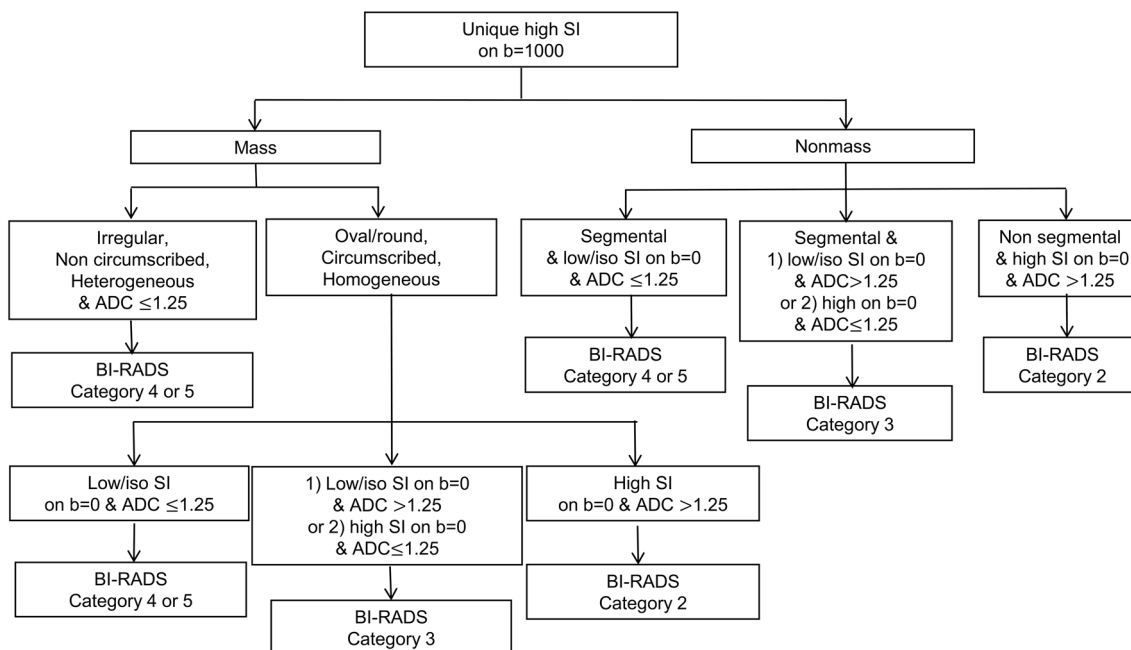 Unique high SI
on b=1000
Mass
Nonmass
Irregular,
Non circumscribed,
Heterogeneous
& ADC ≤1.25
Oval/round,
Circumscribed,
Homogeneous
Segmental
& low/iso SI on b=0
& ADC ≤1.25
Segmental &
1) low/iso SI on b=0
& ADC>1.25
or 2) high on b=0
& ADC≤1.25
Non segmental
& high SI on b=0
& ADC >1.25
BI-RADS
Category 4 or 5
BI-RADS
Category 4 or 5
BI-RADS
Category 3
BI-RADS
Category 2
Low/iso SI
on b=0 & ADC ≤1.25
1) Low/iso SI on b=0
& ADC >1.25
or 2) high SI on b=0
& ADC≤1.25
High SI
on b=0 & ADC >1.25
BI-RADS
Category 4 or 5
BI-RADS
Category 3
BI-RADS
Category 2